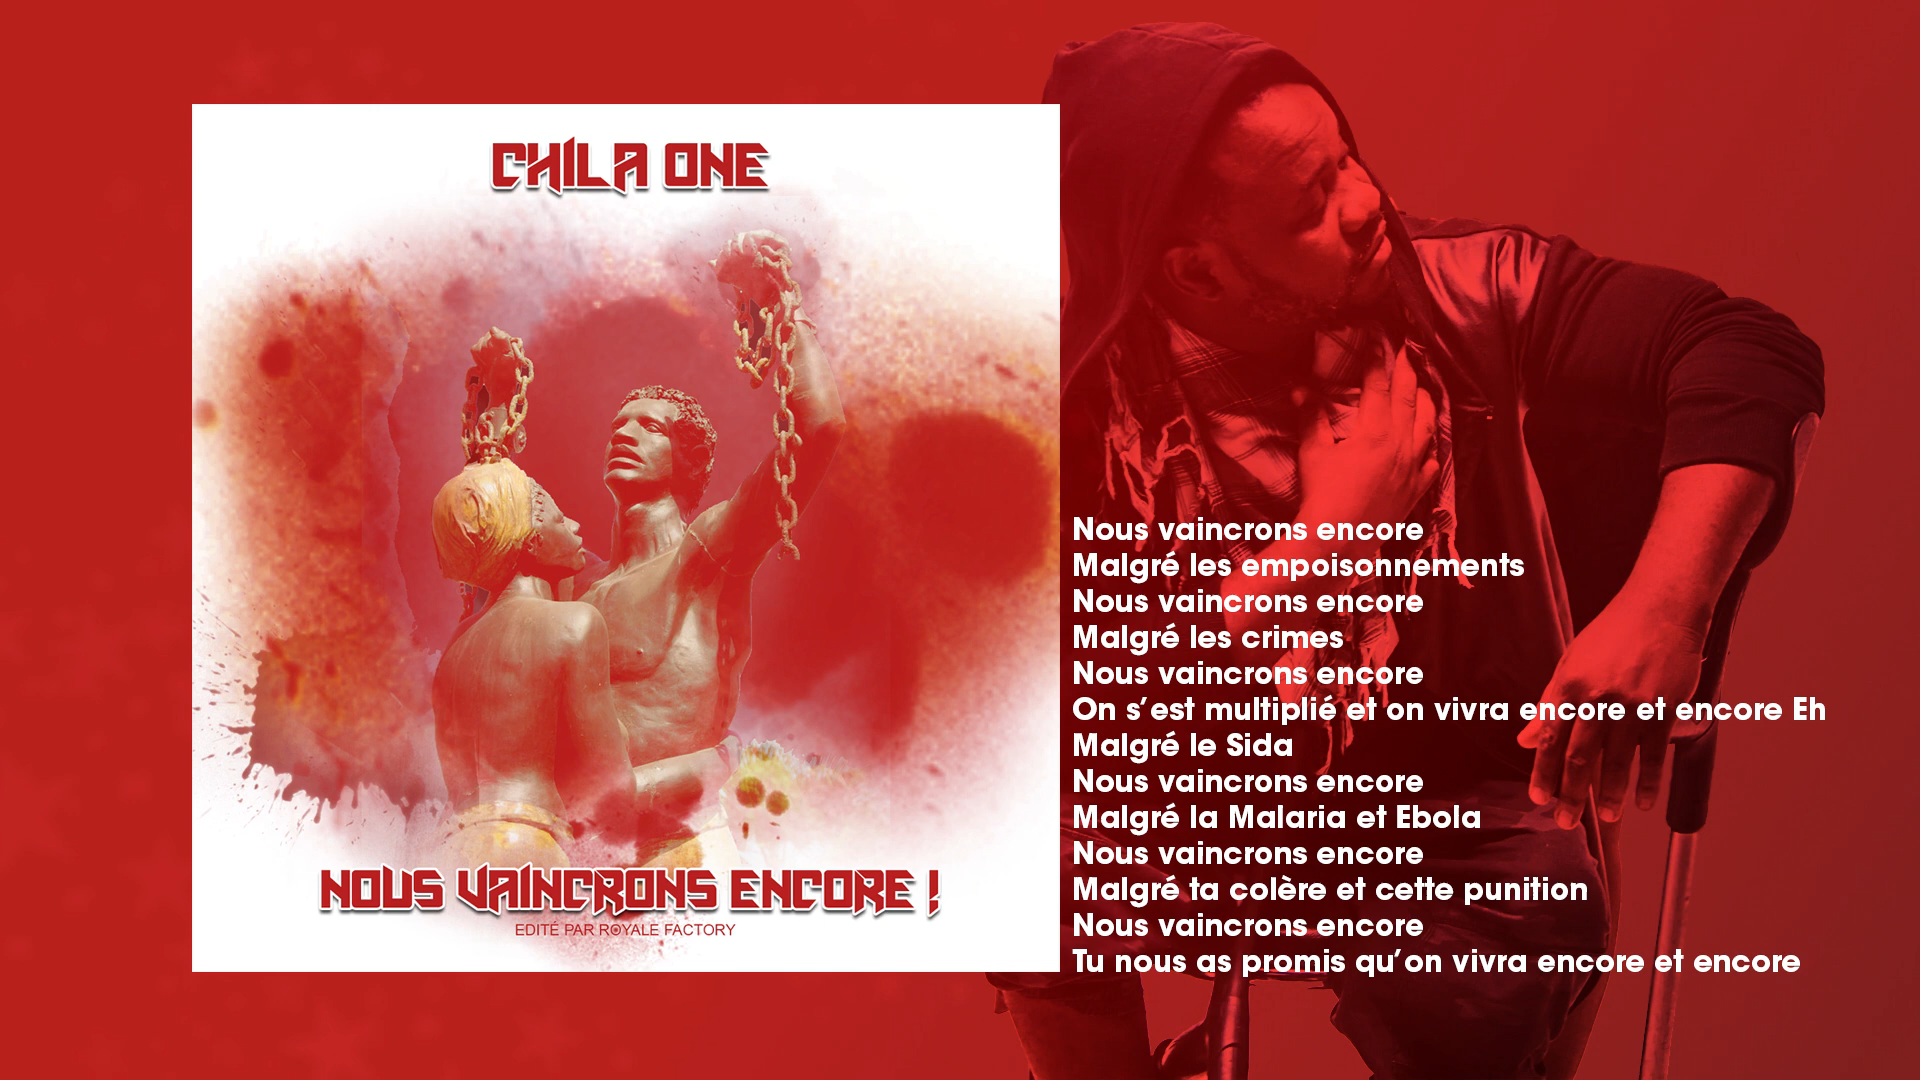 CHILA ONE
NOUS VAINCRONS ENCORE !
EDITÉ PAR ROYALE FACTORY
Nous vaincrons encore
Malgré les empoisonnements
Nous vaincrons encore
Malgré les crimes
Nous vaincrons encore
On s’est multiplié et on vivra encore et encore Eh
Malgré le Sida
Nous vaincrons encore
Malgré la Malaria et Ebola
Nous vaincrons encore
Malgré ta colère et cette punition
Nous vaincrons encore
Tu nous as promis qu’on vivra encore et encore